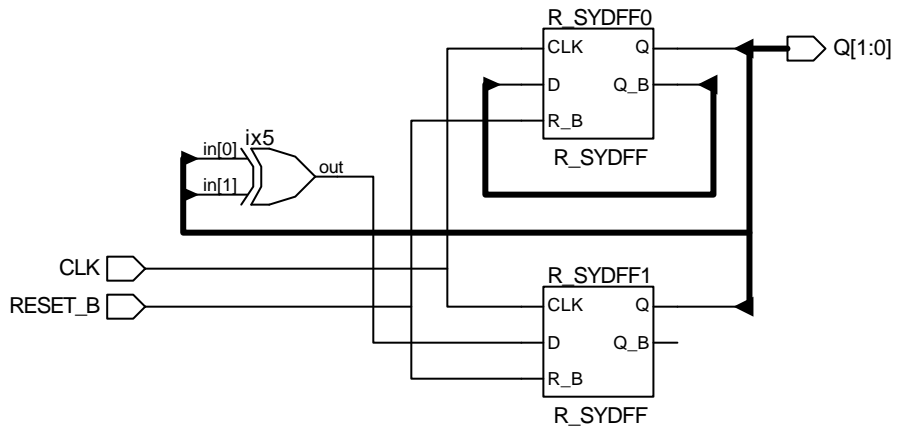 R_SYDFF0
CLK
Q
Q[1:0]
D
Q_B
R_B
ix5
in[0]
out
in[1]
R_SYDFF
CLK
R_SYDFF1
RESET_B
CLK
Q
D
Q_B
R_B
R_SYDFF